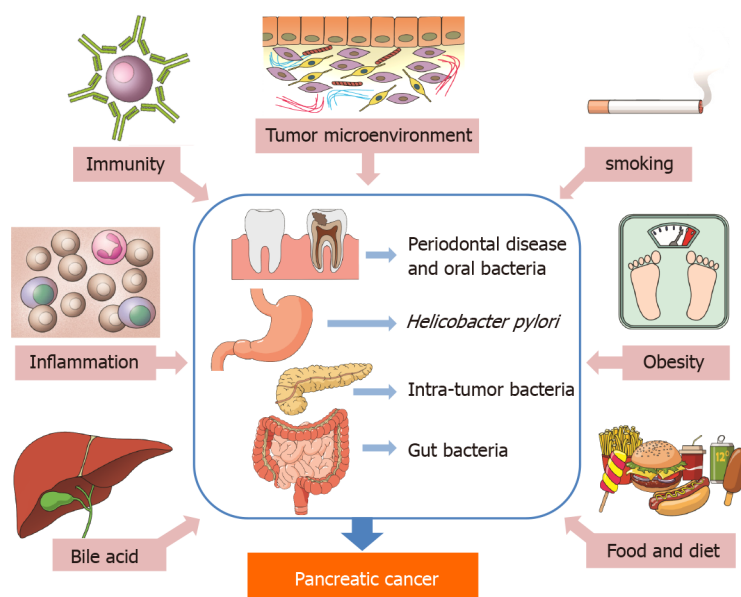 Tumor microenvironment
Immunity
smoking
Periodontal disease
and oral bacteria
Helicobacter pylori
Inflammation
Obesity
Intra-tumor bacteria
Gut bacteria
12°
Bile acid
Food and diet
Pancreatic cancer